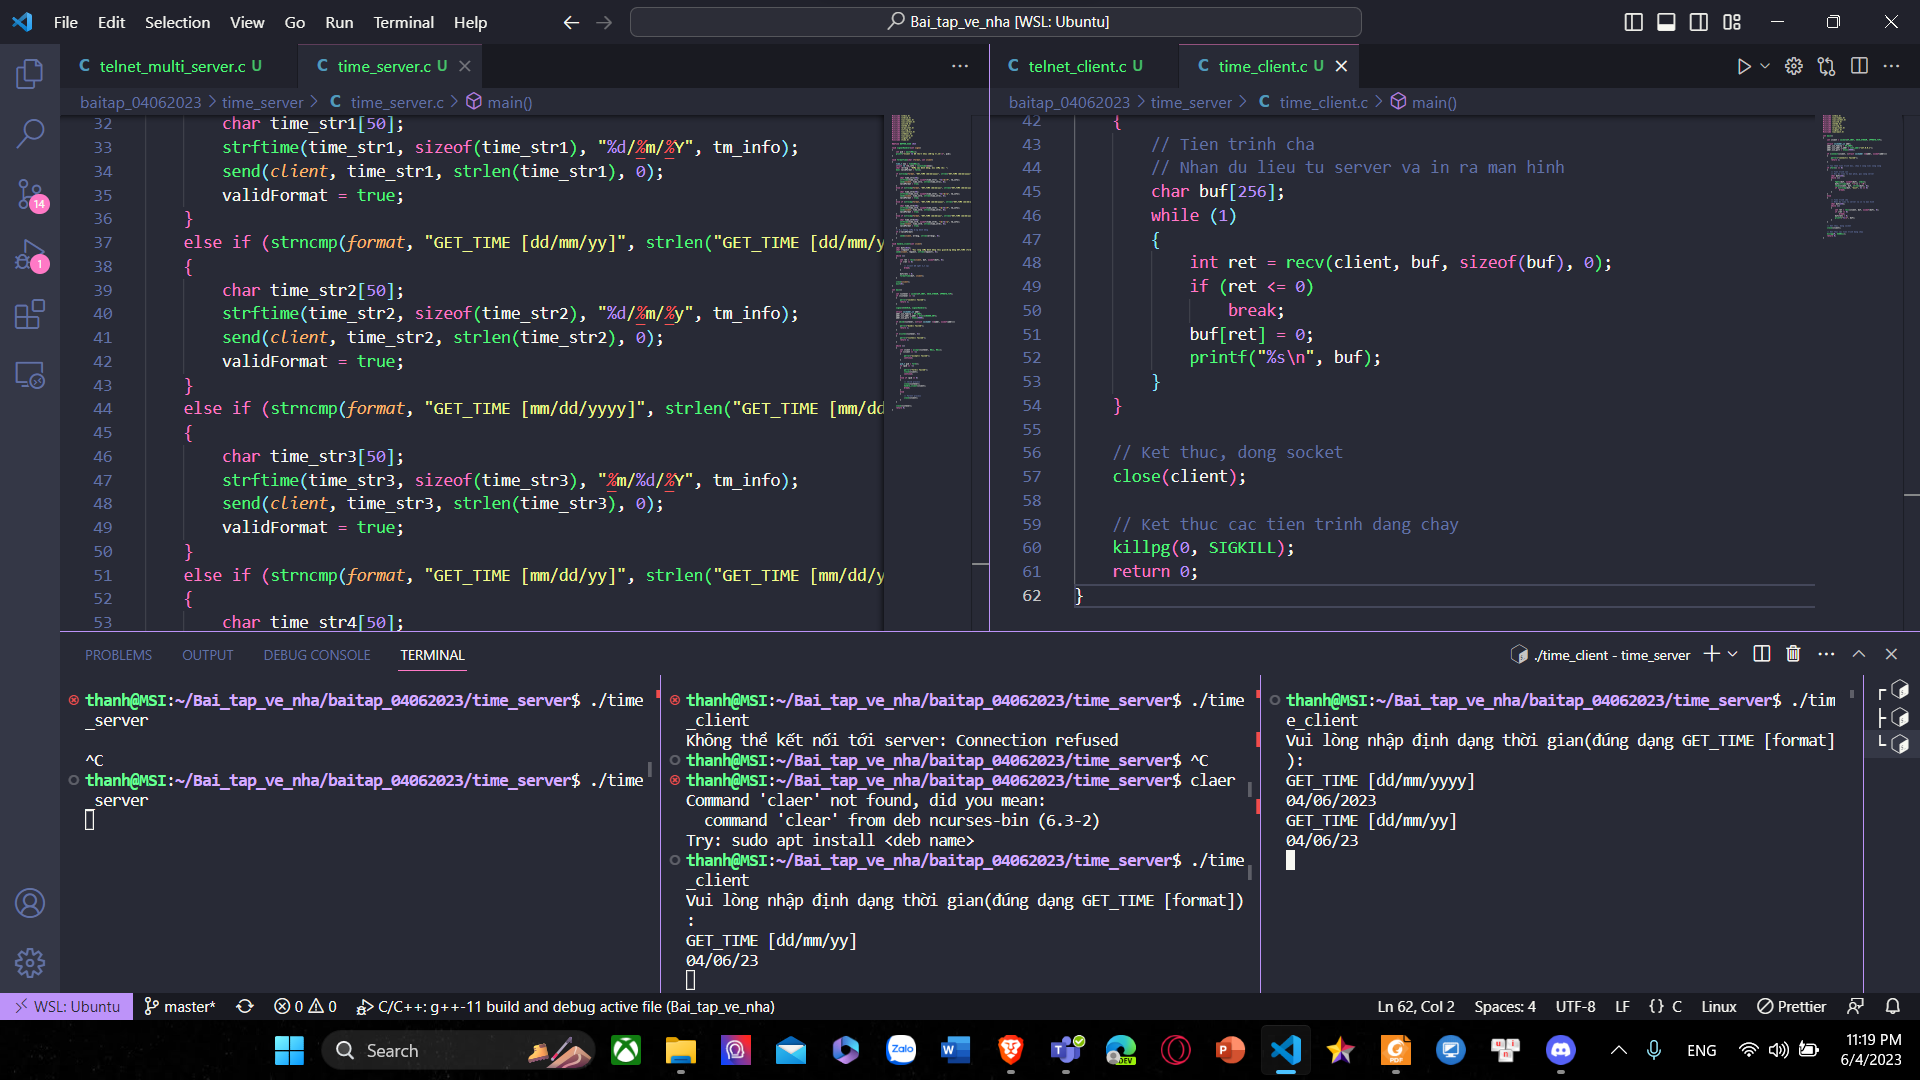 File Edit Selection View Go Run Terminal Help
Bai_tap_ve_nha [WSL: Ubuntu]
telnet_multi_server.c U
time_server.c U
telnet_client.c U
time_client.c U
baitap_04062023 > time_server > C time_server.c > main()
baitap_04062023 > time_server > C time_client.c > main()
32 char time_str1[50];
33 strftime(time_str1, sizeof(time_str1), "%d/%m/%Y", tm_info);
34 send(client, time_str1, strlen(time_str1), 0);
35 validFormat = true;
36 }
37 else if (strncmp(format, "GET_TIME [dd/mm/yy]", strlen("GET_TIME [dd/mm/y
38 {
39 char time_str2[50];
40 strftime(time_str2, sizeof(time_str2), "%d/%m/%y", tm_info);
41 send(client, time_str2, strlen(time_str2), 0);
42 validFormat = true;
43 }
44 else if (strncmp(format, "GET_TIME [mm/dd/yyyy]", strlen("GET_TIME [mm/dd
45 {
46 char time_str3[50];
47 strftime(time_str3, sizeof(time_str3), "%m/%d/%Y", tm_info);
48 send(client, time_str3, strlen(time_str3), 0);
49 validFormat = true;
50 }
51 else if (strncmp(format, "GET_TIME [mm/dd/yy]", strlen("GET_TIME [mm/dd/y
52 {
53 char time_str4[50];
42 {
43 // Tien trinh cha
44 // Nhan du lieu tu server va in ra man hinh
45 char buf[256];
46 while (1)
47 {
48 int ret = recv(client, buf, sizeof(buf), 0);
49 if (ret <= 0)
50 break;
51 buf[ret] = 0;
52 printf("%s\n", buf);
53 }
54 }
55
56 // Ket thuc, dong socket
57 close(client);
58
59 // Ket thuc cac tien trinh dang chay
60 killpg(0, SIGKILL);
61 return 0;
62 }
PROBLEMS OUTPUT DEBUG CONSOLE TERMINAL
./time_client - time_server
thanh@MSI:~/Bai_tap_ve_nha/baitap_04062023/time_server$ ./time
_server
^C
thanh@MSI:~/Bai_tap_ve_nha/baitap_04062023/time_server$ ./time
_server
thanh@MSI:~/Bai_tap_ve_nha/baitap_04062023/time_server$ ./time
_client
Không thể kết nối tới server: Connection refused
thanh@MSI:~/Bai_tap_ve_nha/baitap_04062023/time_server$ ^C
thanh@MSI:~/Bai_tap_ve_nha/baitap_04062023/time_server$ claer
Command 'claer' not found, did you mean:
command 'clear' from deb ncurses-bin (6.3-2)
Try: sudo apt install <deb name>
thanh@MSI:~/Bai_tap_ve_nha/baitap_04062023/time_server$ ./time
_client
Vui lòng nhập định dạng thời gian(đúng dạng GET_TIME [format])
:
GET_TIME [dd/mm/yy]
04/06/23
thanh@MSI:~/Bai_tap_ve_nha/baitap_04062023/time_server$ ./tim
e_client
Vui lòng nhập định dạng thời gian(đúng dạng GET_TIME [format]
):
GET_TIME [dd/mm/yyyy]
04/06/2023
GET_TIME [dd/mm/yy]
04/06/23
14
1
WSL: Ubuntu master* 0 0 C/C++: g++-11 build and debug active file (Bai_tap_ve_nha)
Ln 62, Col 2 Spaces: 4 UTF-8 LF {} C Linux Prettier
Search
Zalo
DEV
PDF
ENG
11:19 PM
6/4/2023